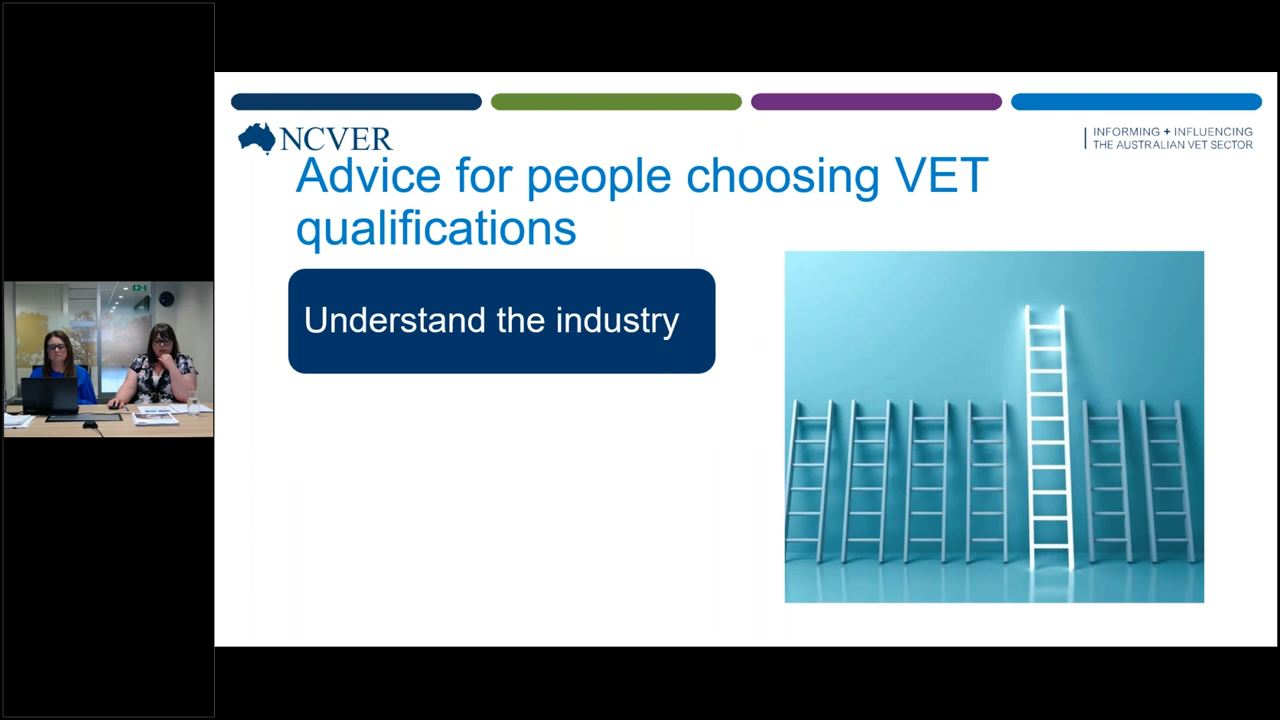 NCVER
INFORMING + INFLUENCING
THE AUSTRALIAN VET SECTOR
Advice for people choosing VET
qualifications
Understand the industry